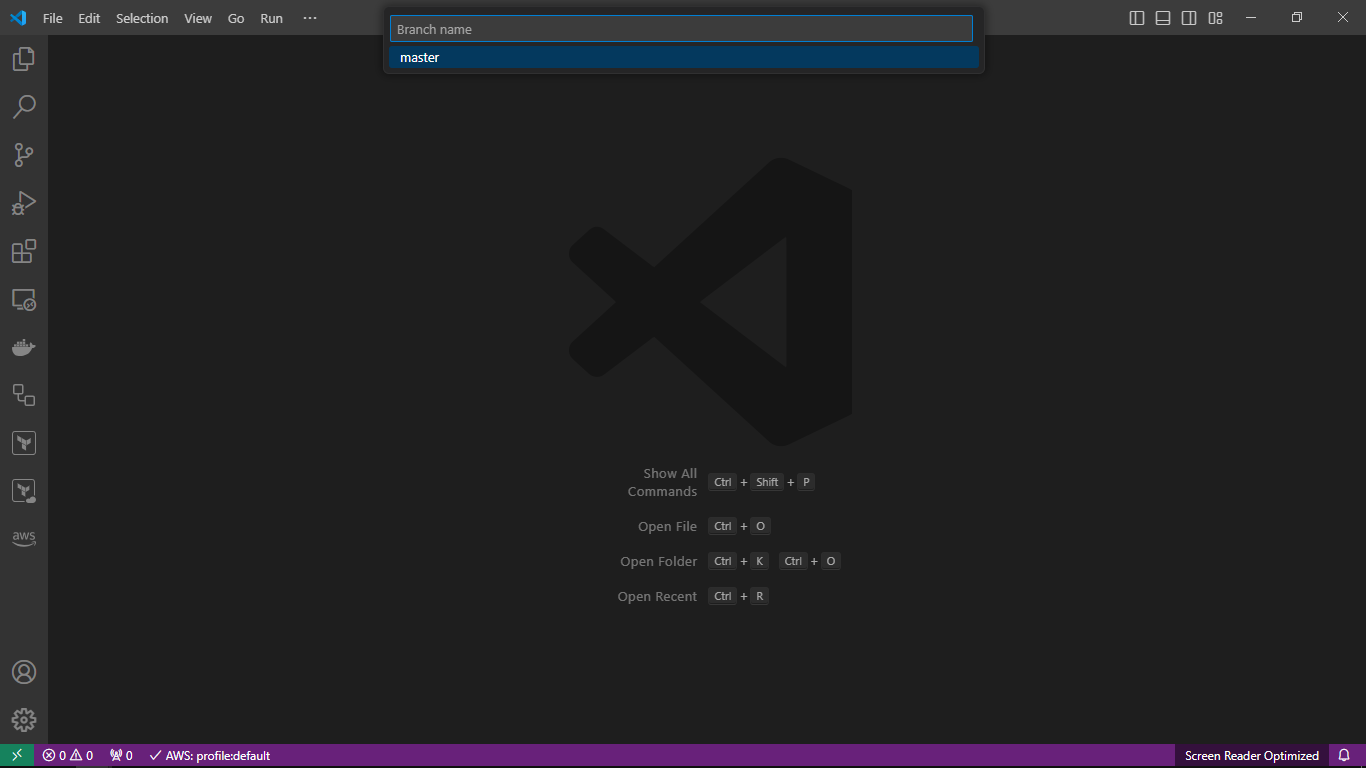 File Edit Selection View Go Run ···
Branch name
master
Show All
Commands Ctrl + Shift + P
Open File Ctrl + O
Open Folder Ctrl + K Ctrl + O
Open Recent Ctrl + R
aws
0 0 0 AWS: profile:default Screen Reader Optimized